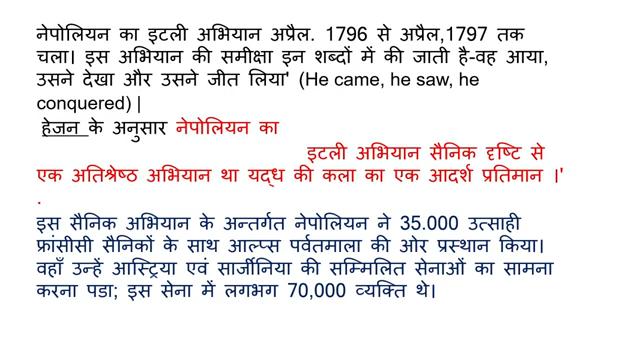 नेपोलियन का इटली अभियान अप्रैल. 1796 से अप्रैल,1797 तक
चला। इस अभियान की समीक्षा इन शब्दों में की जाती है-वह आया,
उसने देखा और उसने जीत लिया' (He came, he saw, he
conquered) |
हेजन के अनुसार नेपोलियन का
इटली अभियान सैनिक दृष्टि से
एक अतिश्रेष्ठ अभियान था यद्ध की कला का एक आदर्श प्रतिमान ।'
.
इस सैनिक अभियान के अन्तर्गत नेपोलियन ने 35.000 उत्साही
फ्रांसीसी सैनिकों के साथ आल्प्स पर्वतमाला की ओर प्रस्थान किया।
वहाँ उन्हें आस्ट्रिया एवं सार्जीनिया की सम्मिलित सेनाओं का सामना
करना पडा; इस सेना में लगभग 70,000 व्यक्ति थे।